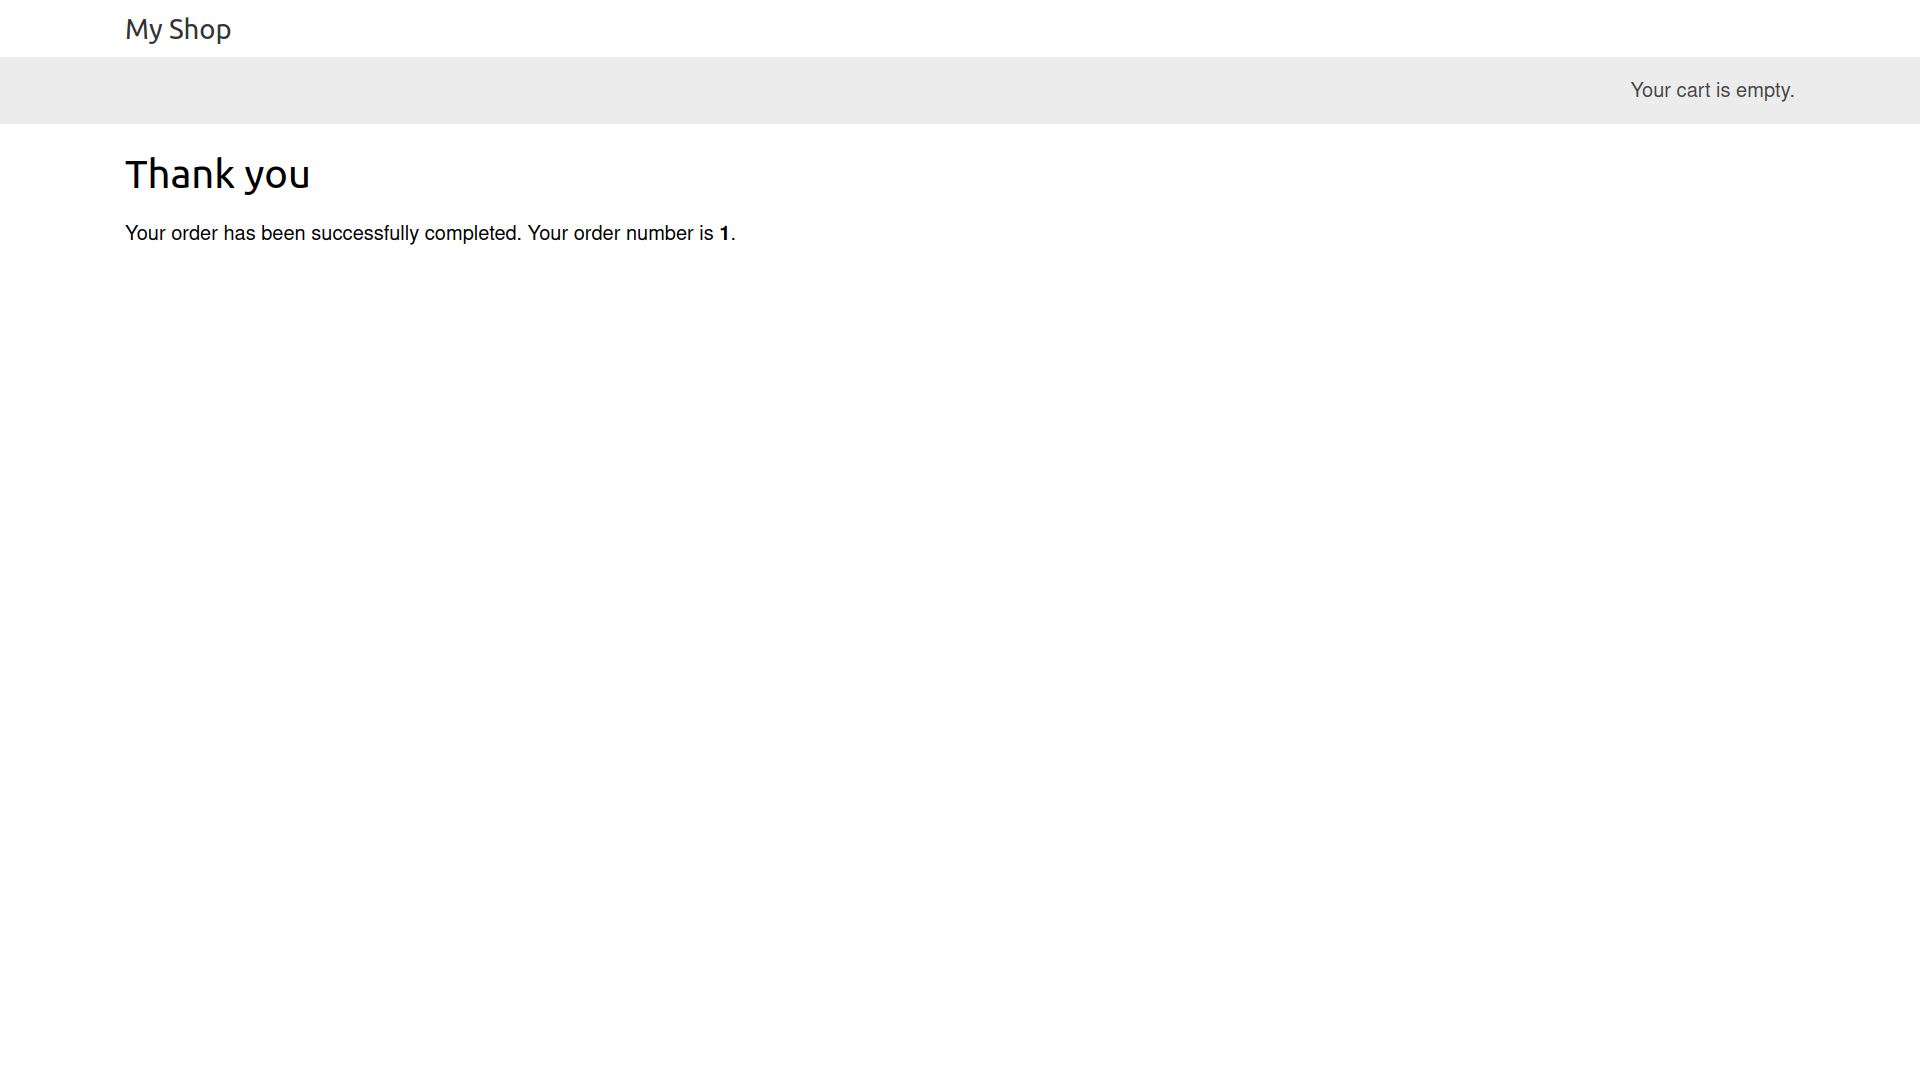 My Shop
Your cart is empty.
Thank you
Your order has been successfully completed. Your order number is 1.